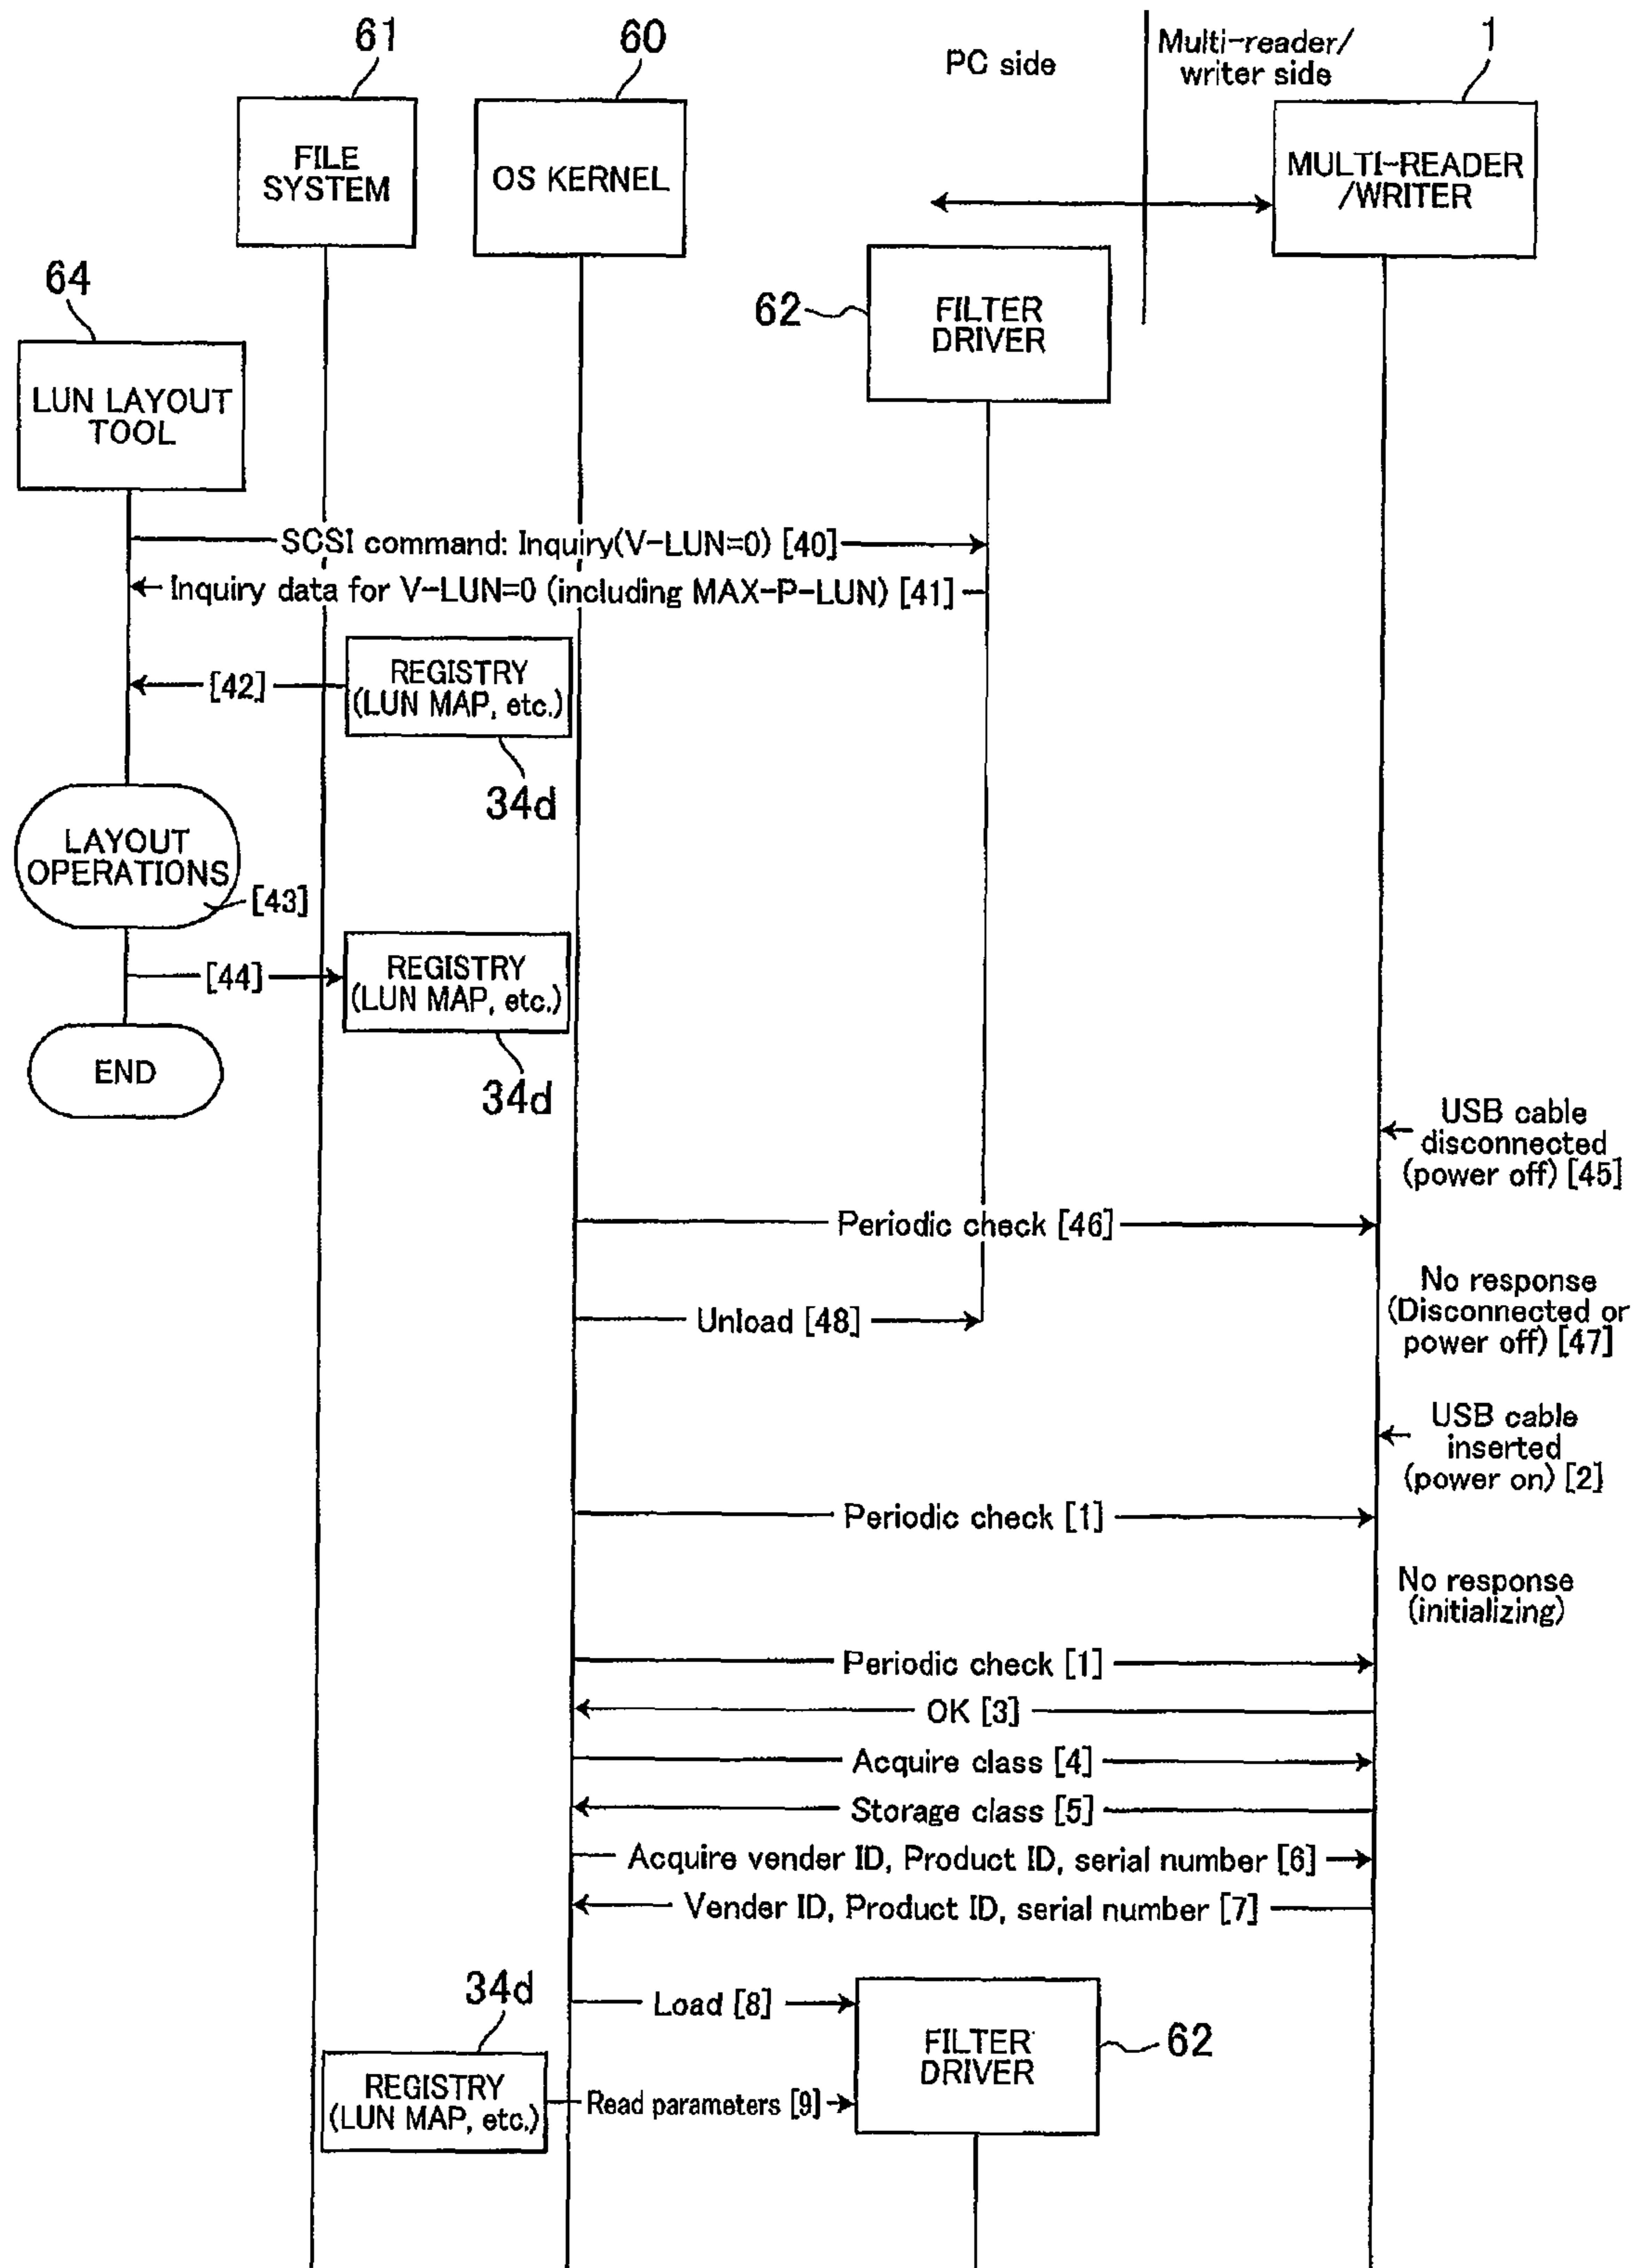 61
60
PC side
Multi-reader/
writer side
1
FILE
SYSTEM
OS KERNEL
MULTI-READER
/WRITER
64
62
FILTER
DRIVER
LUN LAYOUT
TOOL
SCSI command: Inquiry(V-LUN=0) [40]
Inquiry data for V-LUN=0 (including MAX-P-LUN) [41]
[42]
REGISTRY
(LUN MAP, etc.)
34d
LAYOUT
OPERATIONS
[43]
[44]
REGISTRY
(LUN MAP, etc.)
34d
END
USB cable
disconnected
(power off) [45]
Periodic check [46]
No response
(Disconnected or
power off) [47]
Unload [48]
USB cable
inserted
(power on) [2]
Periodic check [1]
No response
(initializing)
Periodic check [1]
OK [3]
Acquire class [4]
Storage class [5]
Acquire vender ID, Product ID, serial number [6]
Vender ID, Product ID, serial number [7]
34d
Load [8]
FILTER
DRIVER
62
REGISTRY
(LUN MAP, etc.)
Read parameters [9]